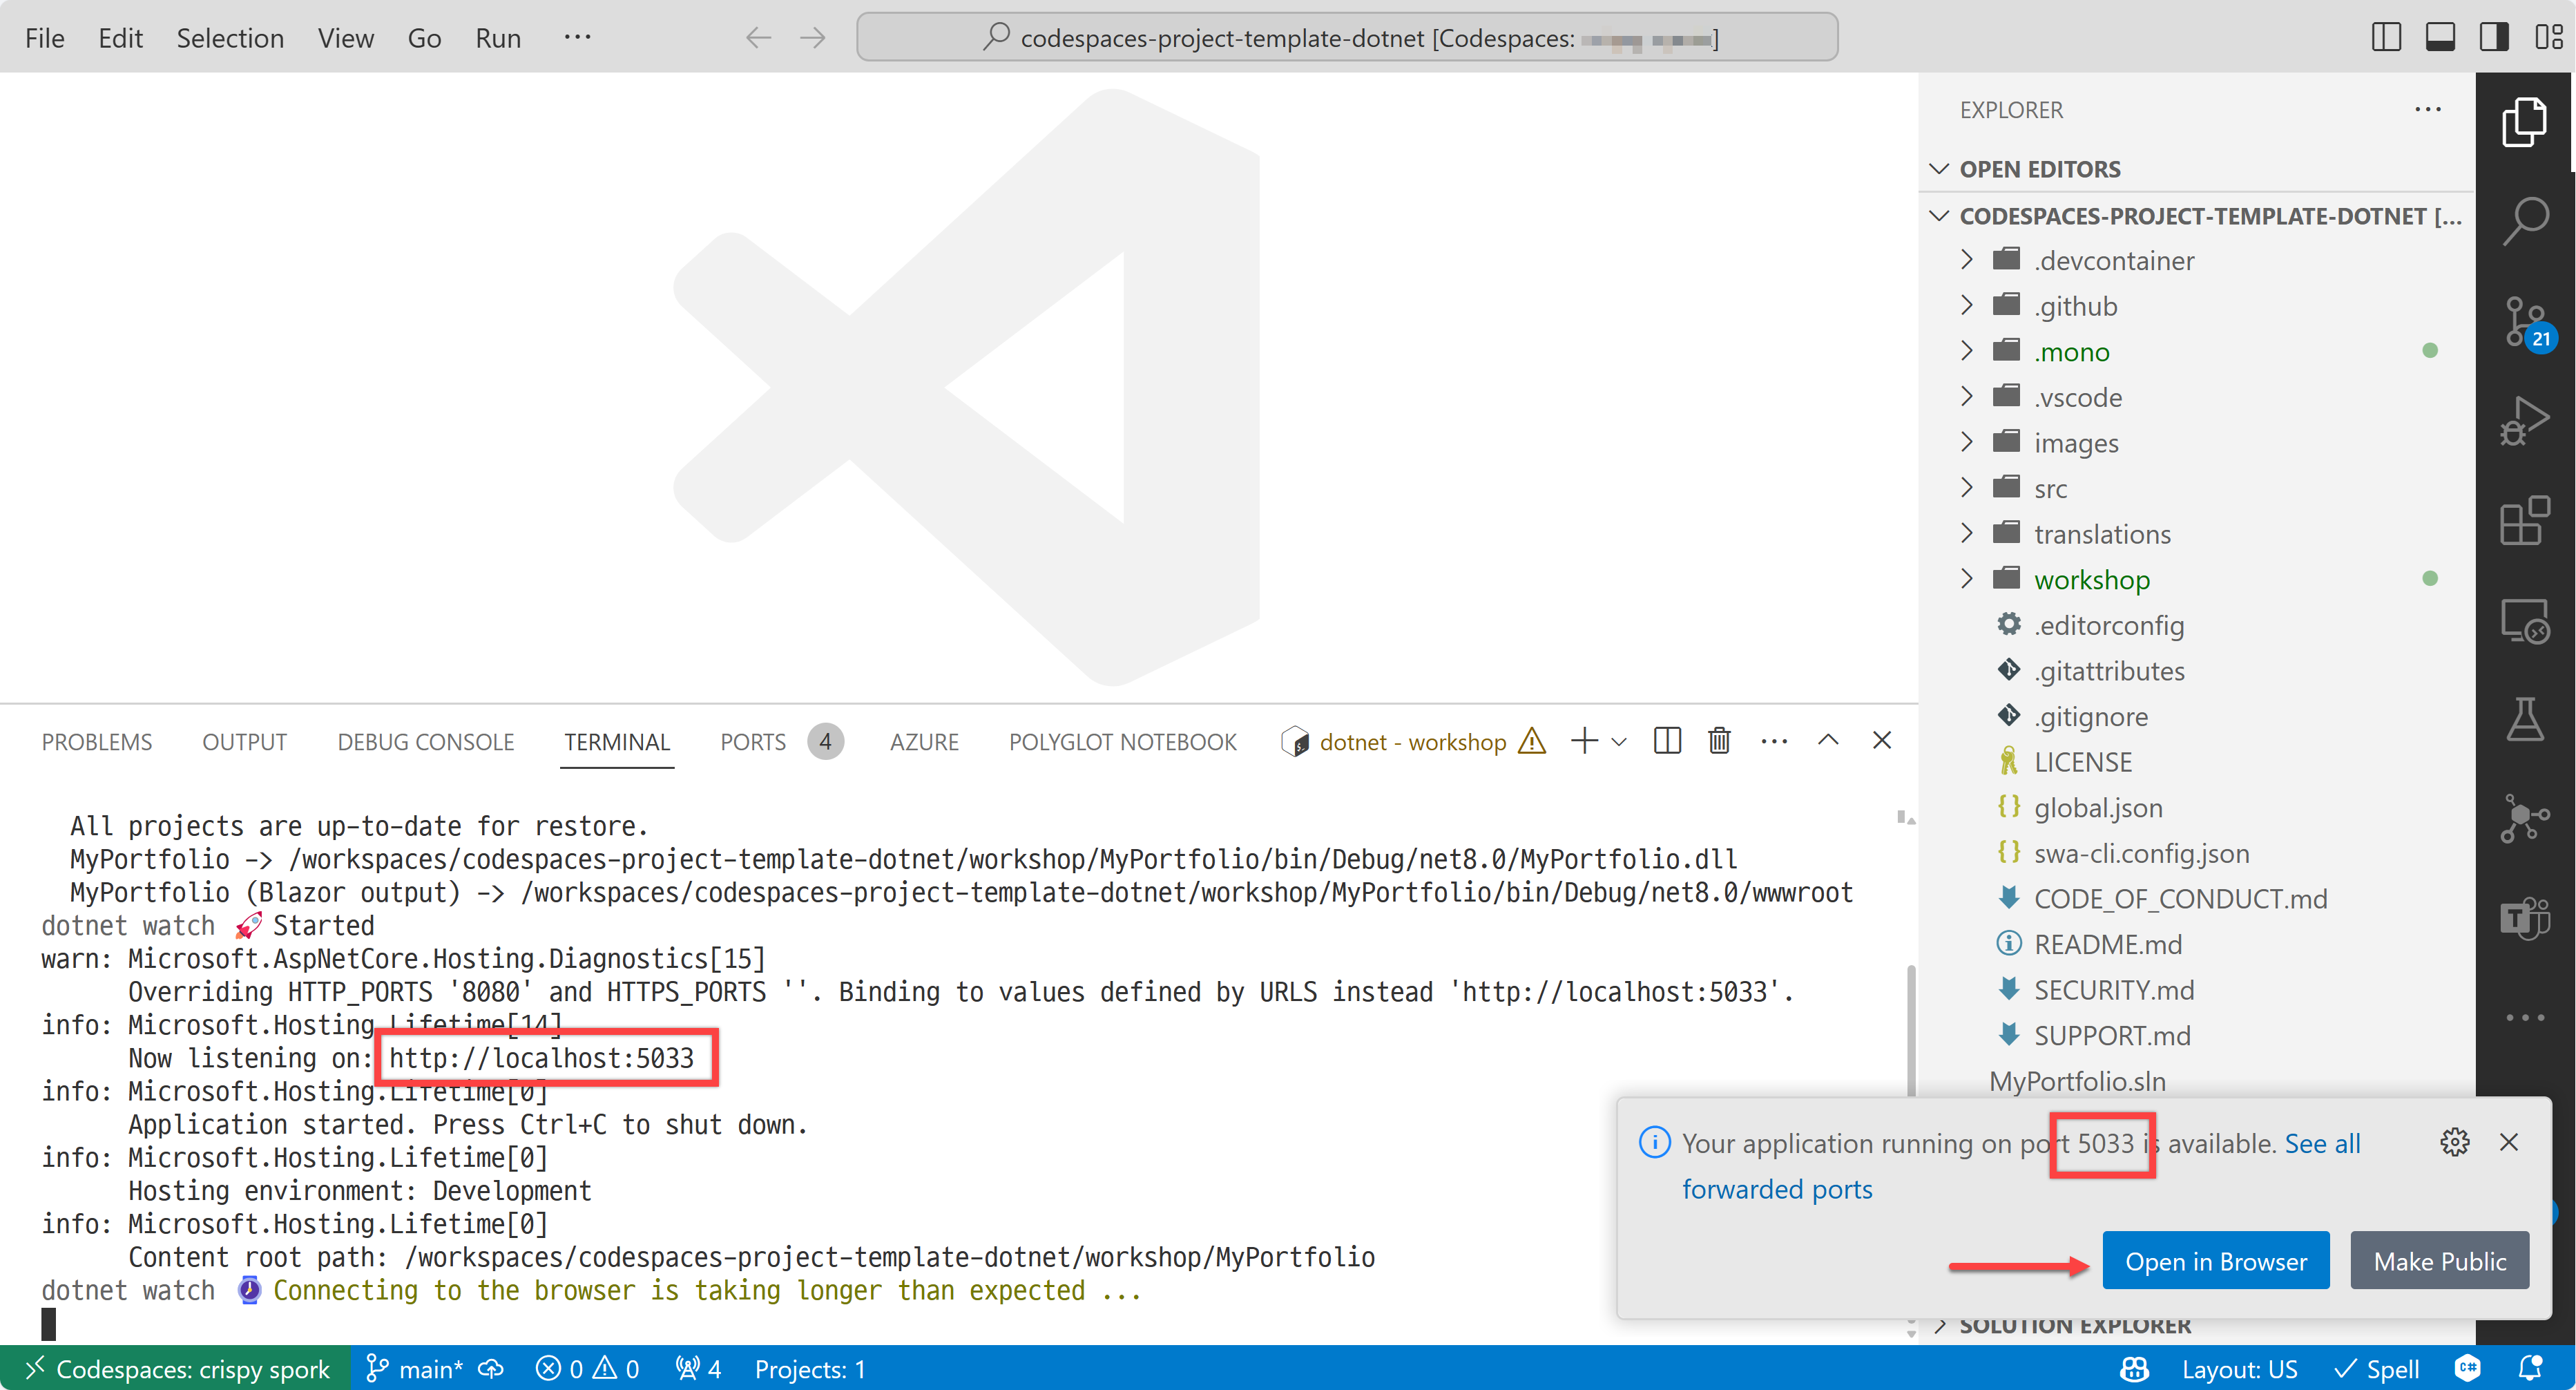 File Edit Selection View Go Run ...
codespaces-project-template-dotnet [Codespaces: ]
EXPLORER
OPEN EDITORS
CODESPACES-PROJECT-TEMPLATE-DOTNET [...
.devcontainer
.github
.mono
.vscode
images
src
translations
workshop
.editorconfig
.gitattributes
.gitignore
LICENSE
global.json
swa-cli.config.json
CODE_OF_CONDUCT.md
README.md
SECURITY.md
SUPPORT.md
MyPortfolio.sln
SOLUTION EXPLORER
21
PROBLEMS OUTPUT DEBUG CONSOLE TERMINAL PORTS 4 AZURE POLYGLOT NOTEBOOK dotnet - workshop
All projects are up-to-date for restore.
MyPortfolio -> /workspaces/codespaces-project-template-dotnet/workshop/MyPortfolio/bin/Debug/net8.0/MyPortfolio.dll
MyPortfolio (Blazor output) -> /workspaces/codespaces-project-template-dotnet/workshop/MyPortfolio/bin/Debug/net8.0/wwwroot
dotnet watch 🚀 Started
warn: Microsoft.AspNetCore.Hosting.Diagnostics[15]
Overriding HTTP_PORTS '8080' and HTTPS_PORTS ''. Binding to values defined by URLS instead 'http://localhost:5033'.
info: Microsoft.Hosting.Lifetime[14]
Now listening on: http://localhost:5033
info: Microsoft.Hosting.Lifetime[0]
Application started. Press Ctrl+C to shut down.
info: Microsoft.Hosting.Lifetime[0]
Hosting environment: Development
info: Microsoft.Hosting.Lifetime[0]
Content root path: /workspaces/codespaces-project-template-dotnet/workshop/MyPortfolio
dotnet watch ⌚ Connecting to the browser is taking longer than expected ...
Your application running on port 5033 is available. See all
forwarded ports
Open in Browser Make Public
Codespaces: crispy spork main* 0 0 4 Projects: 1 Layout: US Spell C#